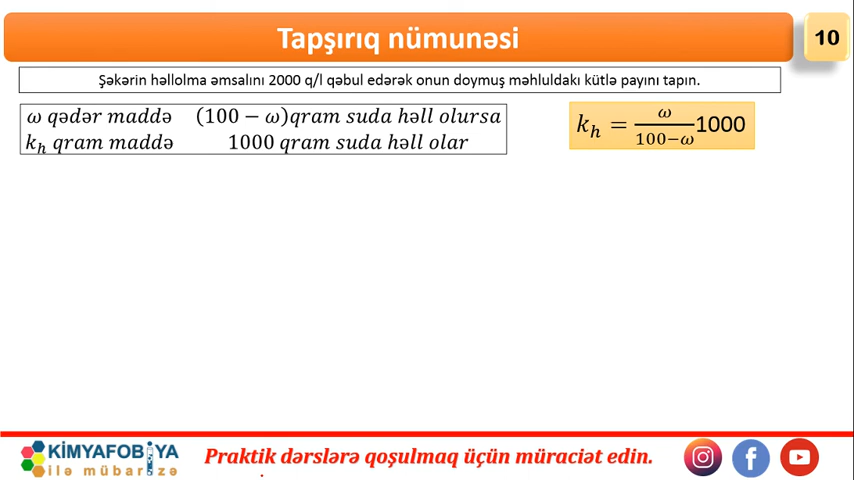 Tapşırıq nümunəsi
10
Şəkərin həllolma əmsalını 2000 q/l qəbul edərək onun doymuş məhluldakı kütlə payını tapın.
ω qədər maddə (100 − ω)qram suda həll olursa
k_h qram maddə 1000 qram suda həll olar
k_h = ω/(100−ω) 1000
KİMYAFOBİYA
ilə mübarizə
Praktik dərslərə qoşulmaq üçün müraciət edin.